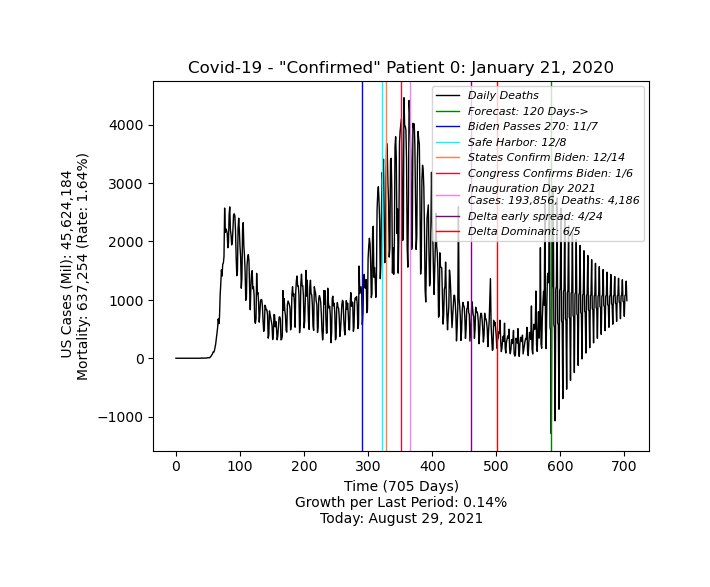 Covid-19 - "Confirmed" Patient 0: January 21, 2020
US Cases (Mil): 45,624,184
Mortality: 637,254 (Rate: 1.64%)
4000
3000
2000
1000
0
−1000
Daily Deaths
Forecast: 120 Days->
Biden Passes 270: 11/7
Safe Harbor: 12/8
States Confirm Biden: 12/14
Congress Confirms Biden: 1/6
Inauguration Day 2021
Cases: 193,856, Deaths: 4,186
Delta early spread: 4/24
Delta Dominant: 6/5
0 100 200 300 400 500 600 700
Time (705 Days)
Growth per Last Period: 0.14%
Today: August 29, 2021